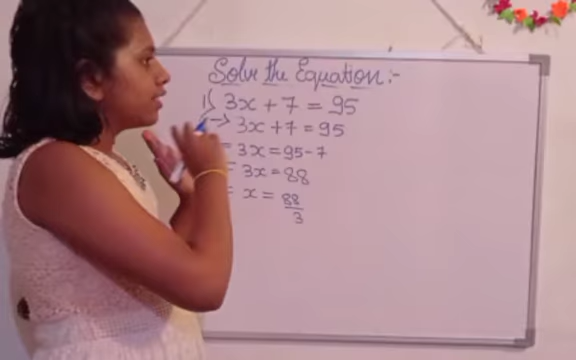 Solve the Equation:-
1) 3x + 7 = 95
→ 3x + 7 = 95
= 3x = 95 - 7
= 3x = 88
= x = 88/3